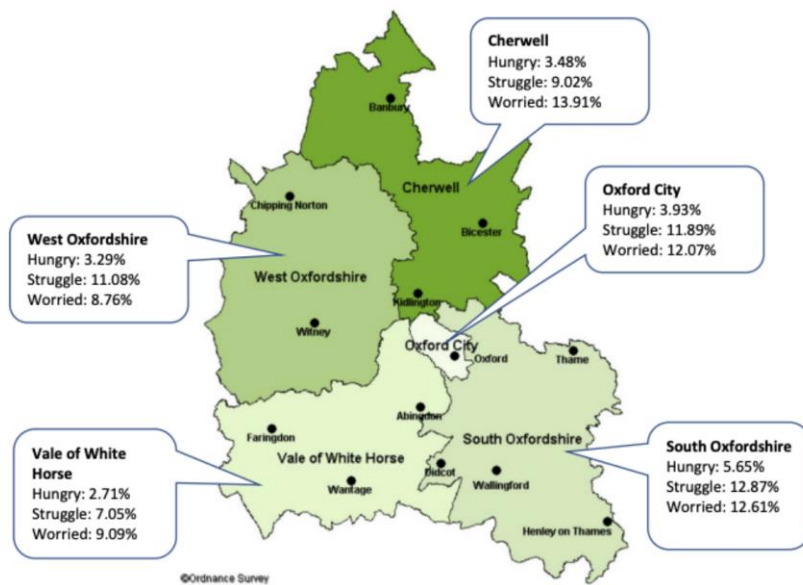 Cherwell
Hungry: 3.48%
Struggle: 9.02%
Worried: 13.91%
Banbury
Cherwell
Oxford City
Hungry: 3.93%
Struggle: 11.89%
Worried: 12.07%
Chipping Norton
Bicester
West Oxfordshire
Hungry: 3.29%
Struggle: 11.08%
Worried: 8.76%
West Oxfordshire
Kidlington
Witney
Oxford City
Oxford
Thame
Abingdon
Faringdon
South Oxfordshire
Vale of White
Horse
Hungry: 2.71%
Struggle: 7.05%
Worried: 9.09%
Vale of White Horse
Didcot
Wantage
Wallingford
South Oxfordshire
Hungry: 5.65%
Struggle: 12.87%
Worried: 12.61%
Henley on Thames
©Ordnance Survey